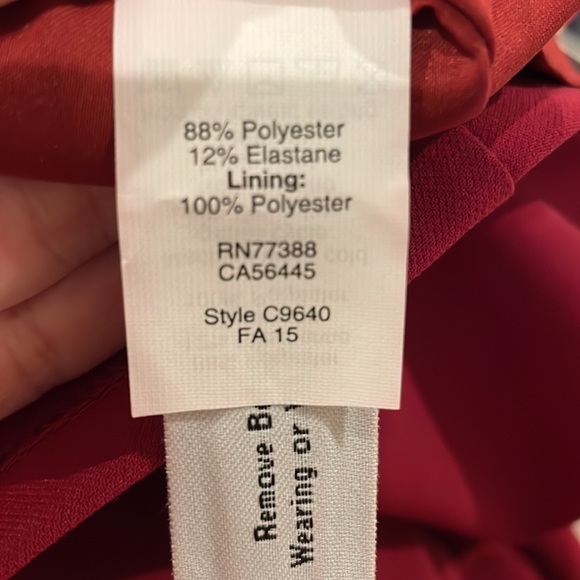 88% Polyester
12% Elastane
Lining:
100% Polyester
RN77388
CA56445
Style C9640
FA 15
Remove
Wearing or